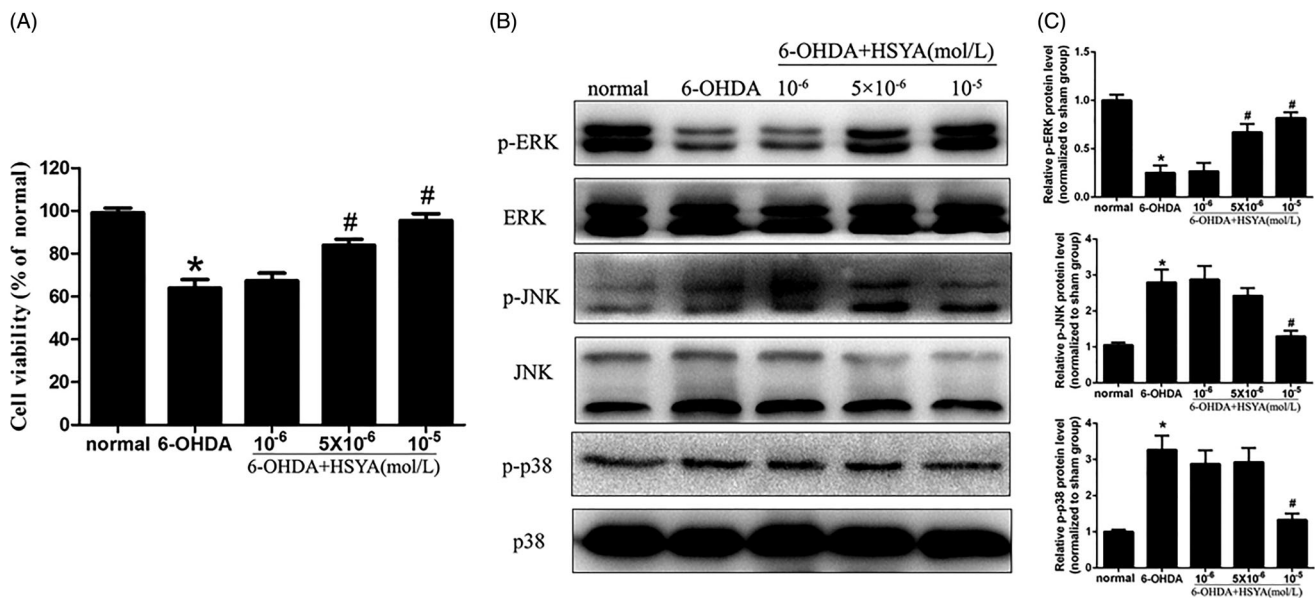 (A)
Cell viability (% of normal)
120
100
80
60
40
20
0
*
#
#
normal 6-OHDA 10-6 5X10-6 10-5
6-OHDA+HSYA(mol/L)
(B)
6-OHDA+HSYA(mol/L)
normal 6-OHDA 10-6 5×10-6 10-5
p-ERK
ERK
p-JNK
JNK
p-p38
p38
(C)
Relative p-ERK protein level
(normalized to sham group)
1.5
1.0
0.5
0.0
*
#
#
normal 6-OHDA 10-6 5X10-6 10-5
6-OHDA+HSYA(mol/L)
Relative p-JNK protein level
(normalized to sham group)
4
3
2
1
0
*
#
normal 6-OHDA 10-6 5X10-6 10-5
6-OHDA+HSYA(mol/L)
Relative p-p38 protein level
(normalized to sham group)
4
3
2
1
0
*
#
normal 6-OHDA 10-6 5X10-6 10-5
6-OHDA+HSYA(mol/L)